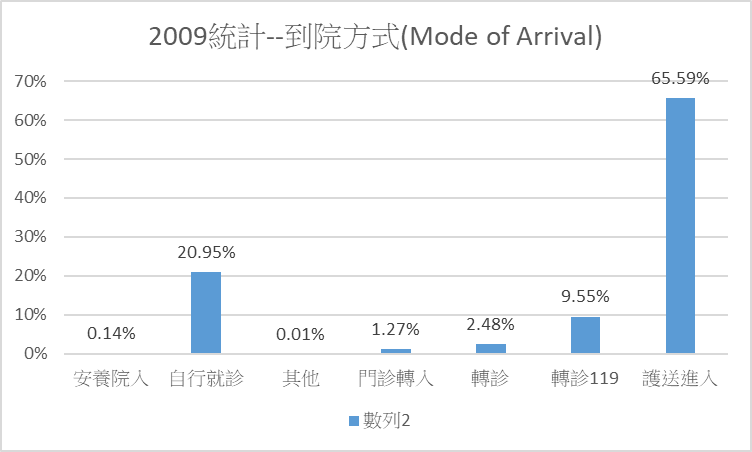 2009統計--到院方式(Mode of Arrival)
70%
60%
50%
40%
30%
20%
10%
0%
0.14%
20.95%
0.01%
1.27%
2.48%
9.55%
65.59%
安養院入
自行就診
其他
門診轉入
轉診
轉診119
護送進入
數列2